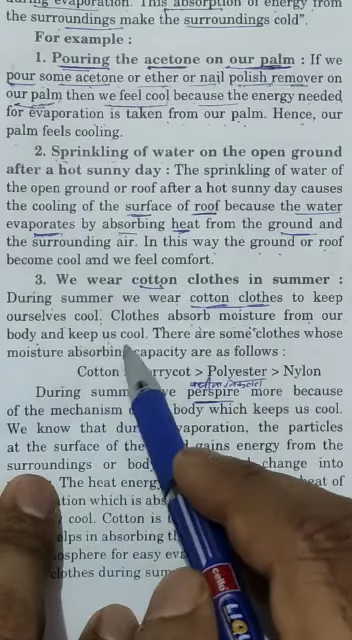 during evaporation. This absorption of energy from
the surroundings make the surroundings cold".
For example :
1. Pouring the acetone on our palm : If we
pour some acetone or ether or nail polish remover on
our palm then we feel cool because the energy needed
for evaporation is taken from our palm. Hence, our
palm feels cooling.
2. Sprinkling of water on the open ground
after a hot sunny day : The sprinkling of water of
the open ground or roof after a hot sunny day causes
the cooling of the surface of roof because the water
evaporates by absorbing heat from the ground and
the surrounding air. In this way the ground or roof
become cool and we feel comfort.
3. We wear cotton clothes in summer :
During summer we wear cotton clothes to keep
ourselves cool. Clothes absorb moisture from our
body and keep us cool. There are some clothes whose
moisture absorbing capacity are as follows :
Cotton > Terrycot > Polyester > Nylon
पसीना निकलना
During summ we perspire more because
of the mechanism o body which keeps us cool.
We know that dur vaporation, the particles
at the surface of the gains energy from the
surroundings or body change into
The heat energ heat of
tion which is abs
cool. Cotton is
elps in absorbing t
osphere for easy eva
clothes during sum
cello